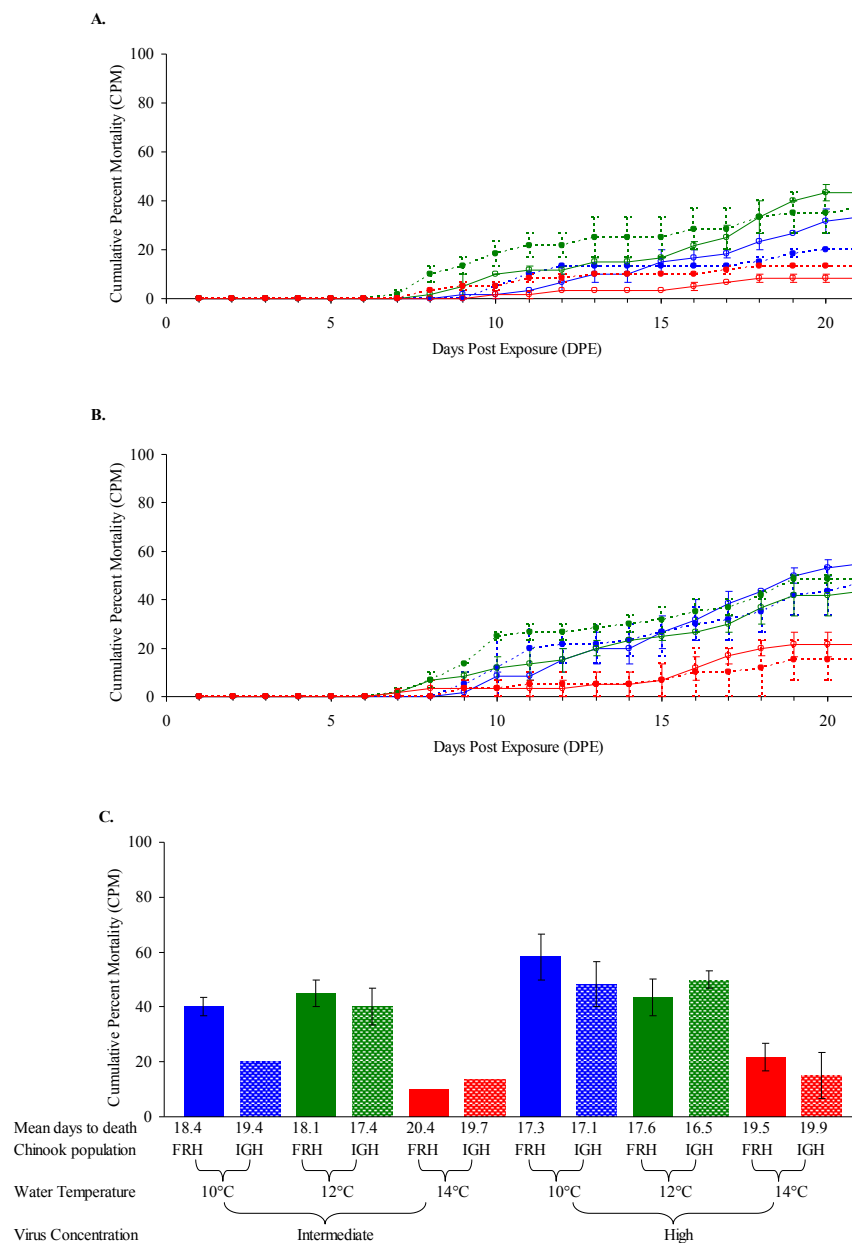 A.
Cumulative Percent Mortality (CPM)
100
80
60
40
20
0
0 5 10 15 20
Days Post Exposure (DPE)
B.
Cumulative Percent Mortality (CPM)
100
80
60
40
20
0
0 5 10 15 20
Days Post Exposure (DPE)
C.
Cumulative Percent Mortality (CPM)
100
80
60
40
20
0
Mean days to death 18.4 19.4 18.1 17.4 20.4 19.7 17.3 17.1 17.6 16.5 19.5 19.9
Chinook population FRH IGH FRH IGH FRH IGH FRH IGH FRH IGH FRH IGH
Water Temperature 10°C 12°C 14°C 10°C 12°C 14°C
Virus Concentration Intermediate High